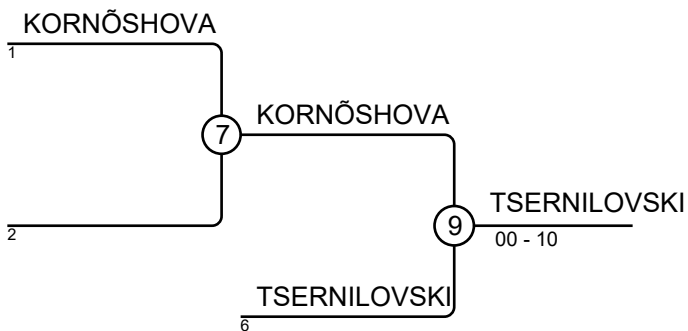 KORNÕSHOVA
1
7
KORNÕSHOVA
2
9
TSERNILOVSKI
00 - 10
TSERNILOVSKI
6